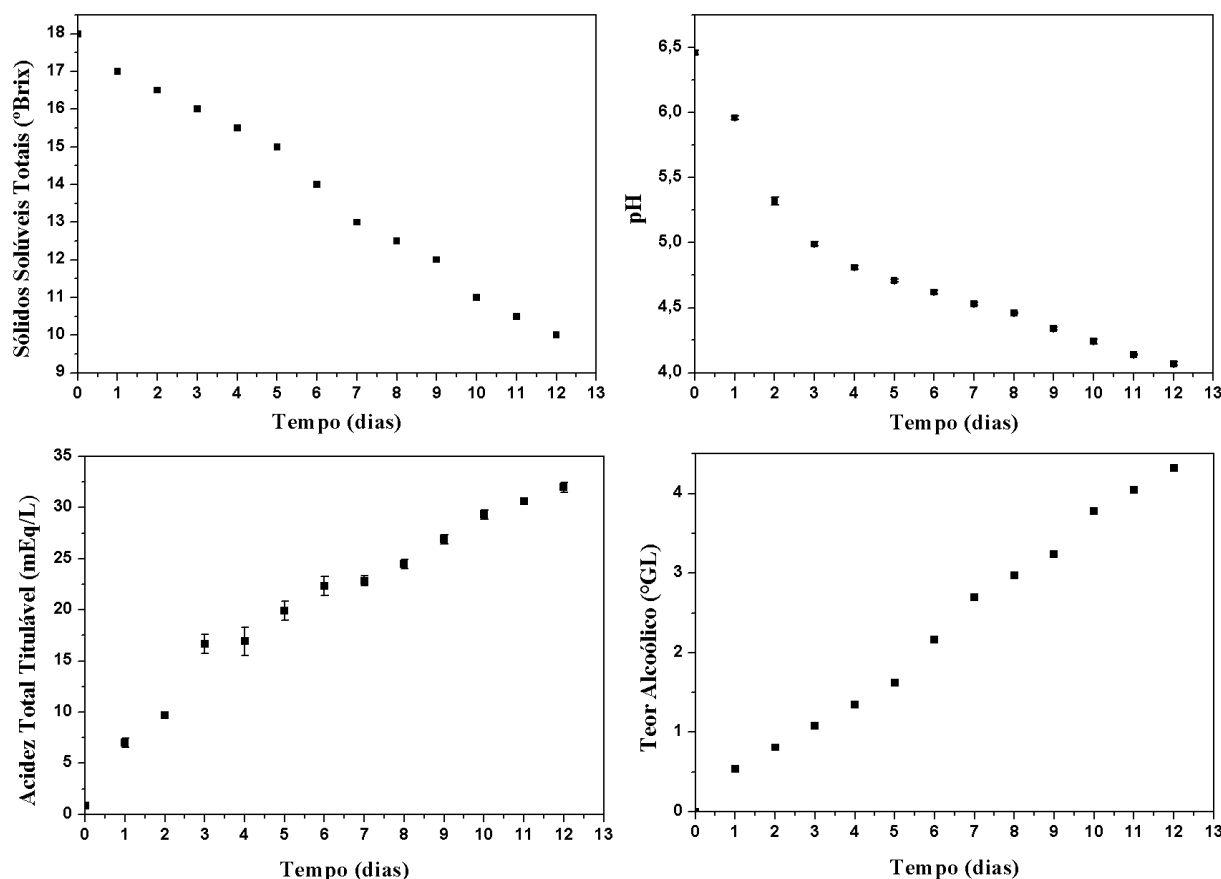 Sólidos Solúveis Totais (ºBrix)
18
17
16
15
14
13
12
11
10
9
0 1 2 3 4 5 6 7 8 9 10 11 12 13
Tempo (dias)
pH
6,5
6,0
5,5
5,0
4,5
4,0
0 1 2 3 4 5 6 7 8 9 10 11 12 13
Tempo (dias)
Acidez Total Titulável (mEq/L)
35
30
25
20
15
10
5
0
0 1 2 3 4 5 6 7 8 9 10 11 12 13
Tempo (dias)
Teor Alcoólico (°GL)
4
3
2
1
0
0 1 2 3 4 5 6 7 8 9 10 11 12 13
Tempo (dias)